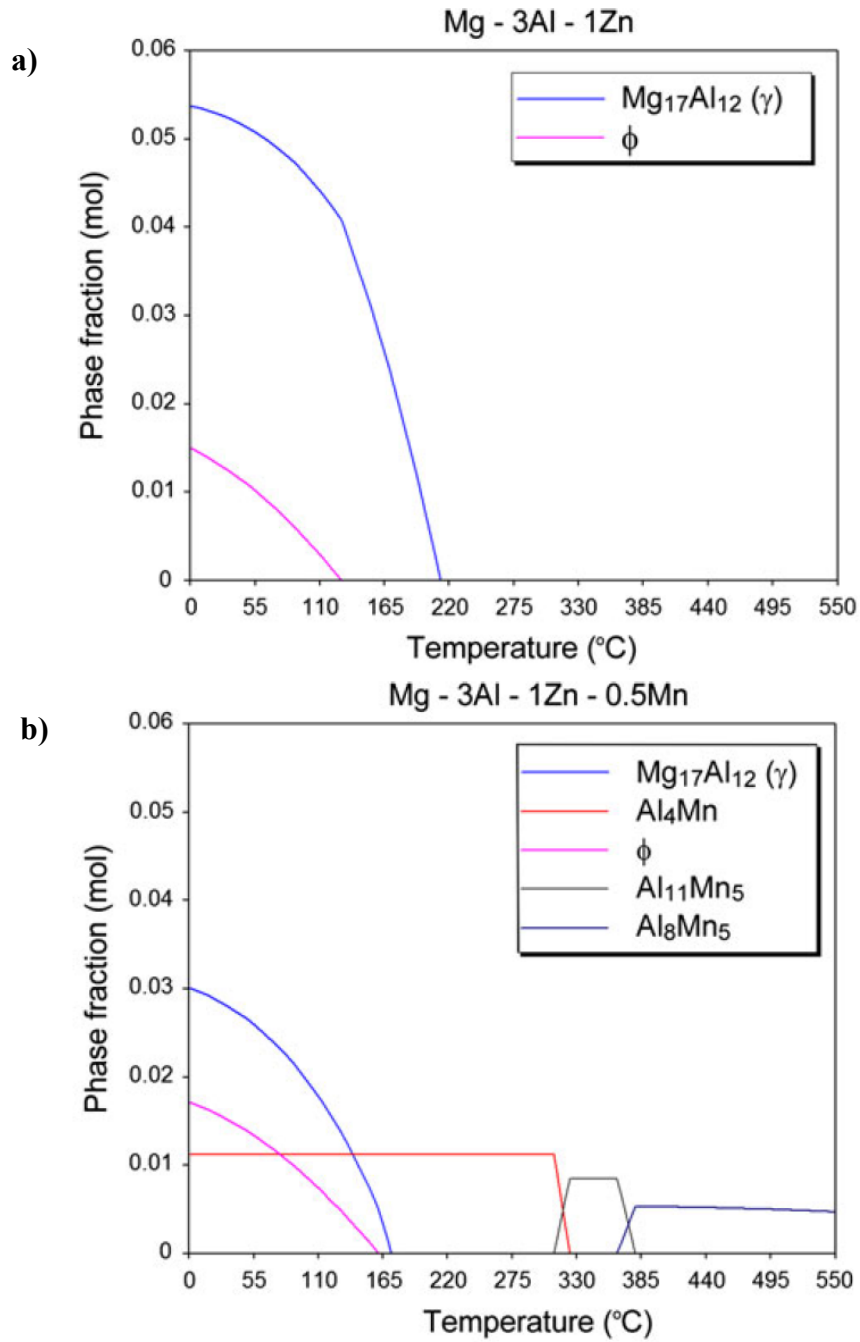 a)
Mg - 3Al - 1Zn
Mg₁₇Al₁₂ (γ)
ϕ
Phase fraction (mol)
0.06
0.05
0.04
0.03
0.02
0.01
0
0 55 110 165 220 275 330 385 440 495 550
Temperature (°C)
b)
Mg - 3Al - 1Zn - 0.5Mn
Mg₁₇Al₁₂ (γ)
Al₄Mn
ϕ
Al₁₁Mn₅
Al₈Mn₅
Phase fraction (mol)
0.06
0.05
0.04
0.03
0.02
0.01
0
0 55 110 165 220 275 330 385 440 495 550
Temperature (°C)